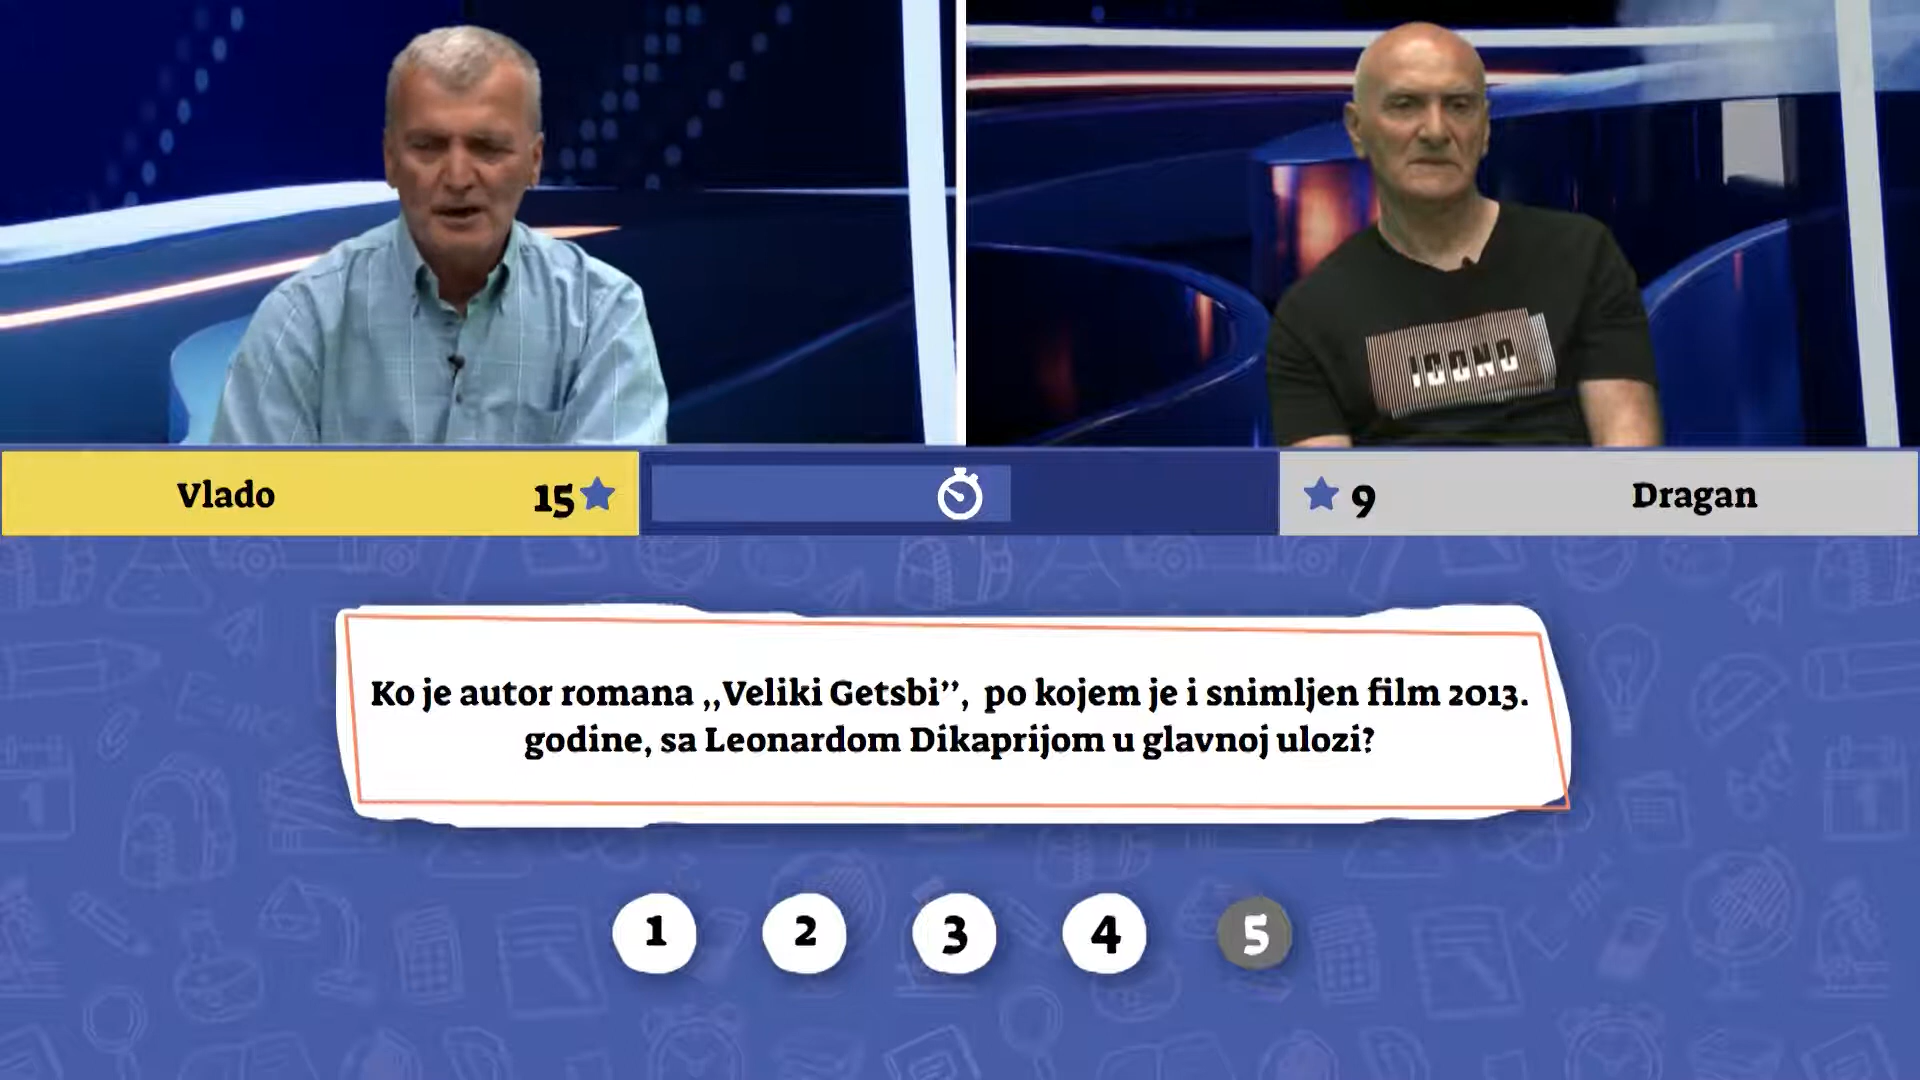 ICONO
Vlado
15
9
Dragan
Ko je autor romana ,,Veliki Getsbi’’, po kojem je i snimljen film 2013.
godine, sa Leonardom Dikaprijom u glavnoj ulozi?
1
2
3
4
5